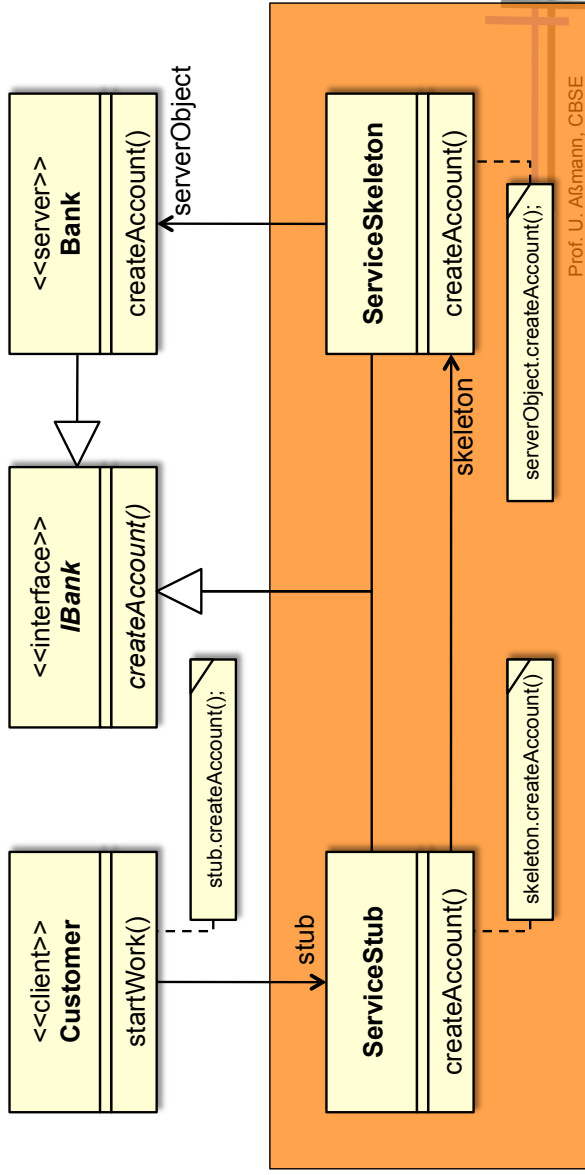 <<client>>
Customer
startWork()
stub.createAccount();
<<interface>>
IBank
createAccount()
<<server>>
Bank
createAccount()
serverObject
stub
ServiceStub
createAccount()
skeleton.createAccount()
skeleton
ServiceSkeleton
createAccount()
serverObject.createAccount();
Prof. U. Aßmann, CBSE